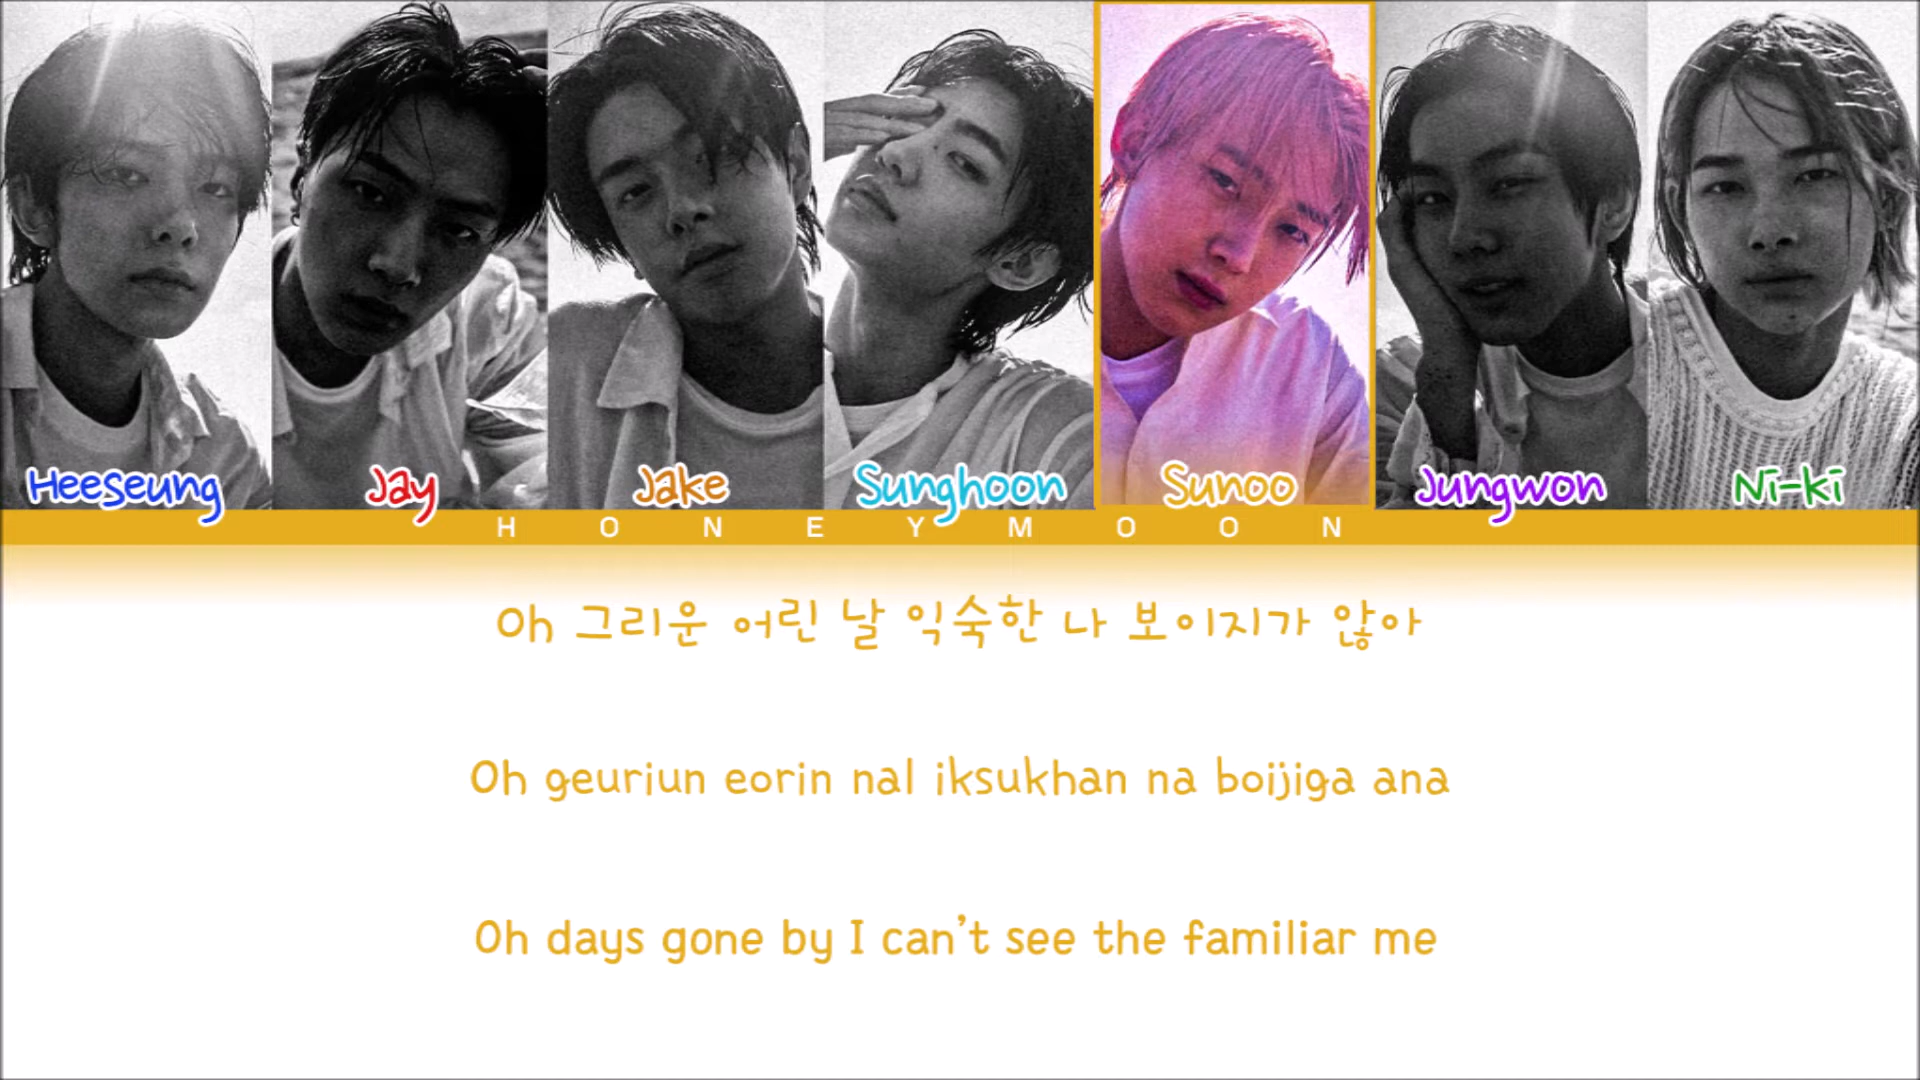 Heeseung Jay Jake Sunghoon Sunoo Jungwon Ni-ki
HONEYMOON
Oh 그리운 어린 날 익숙한 나 보이지가 않아
Oh geuriun eorin nal iksukhan na boijiga ana
Oh days gone by I can't see the familiar me